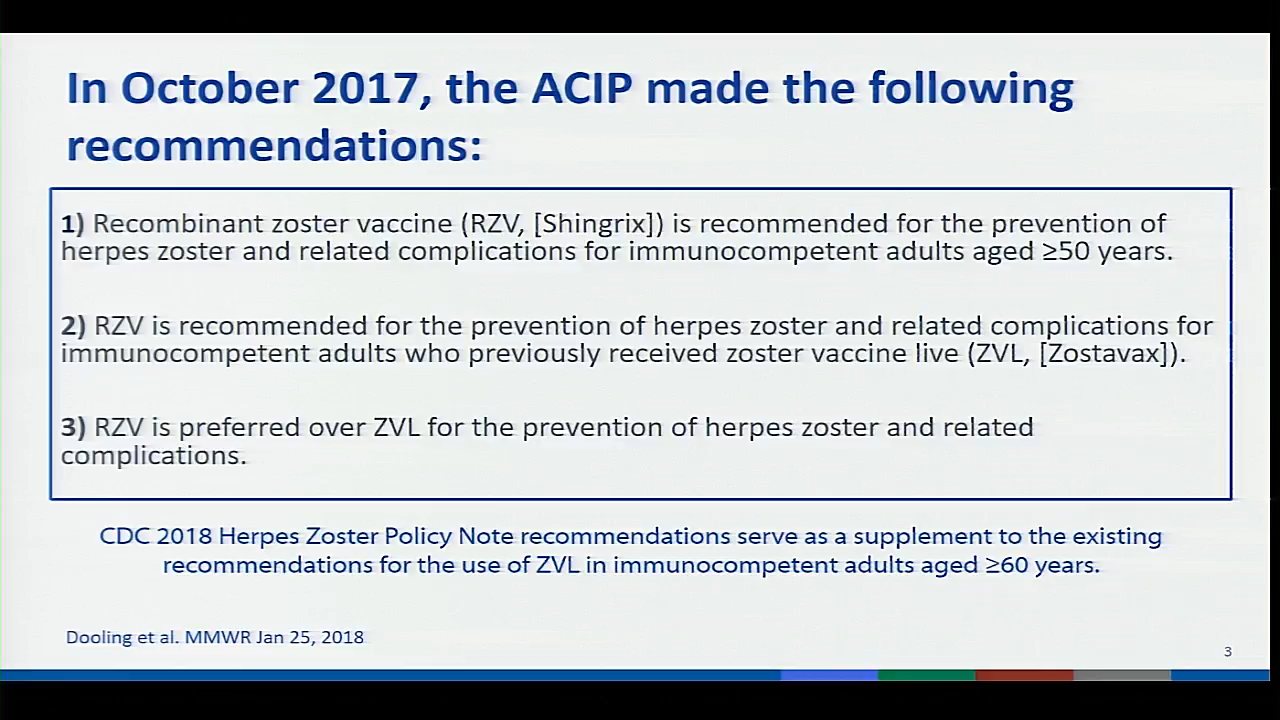 In October 2017, the ACIP made the following
recommendations:
1) Recombinant zoster vaccine (RZV, [Shingrix]) is recommended for the prevention of
herpes zoster and related complications for immunocompetent adults aged ≥50 years.
2) RZV is recommended for the prevention of herpes zoster and related complications for
immunocompetent adults who previously received zoster vaccine live (ZVL, [Zostavax]).
3) RZV is preferred over ZVL for the prevention of herpes zoster and related
complications.
CDC 2018 Herpes Zoster Policy Note recommendations serve as a supplement to the existing
recommendations for the use of ZVL in immunocompetent adults aged ≥60 years.
Dooling et al. MMWR Jan 25, 2018
3